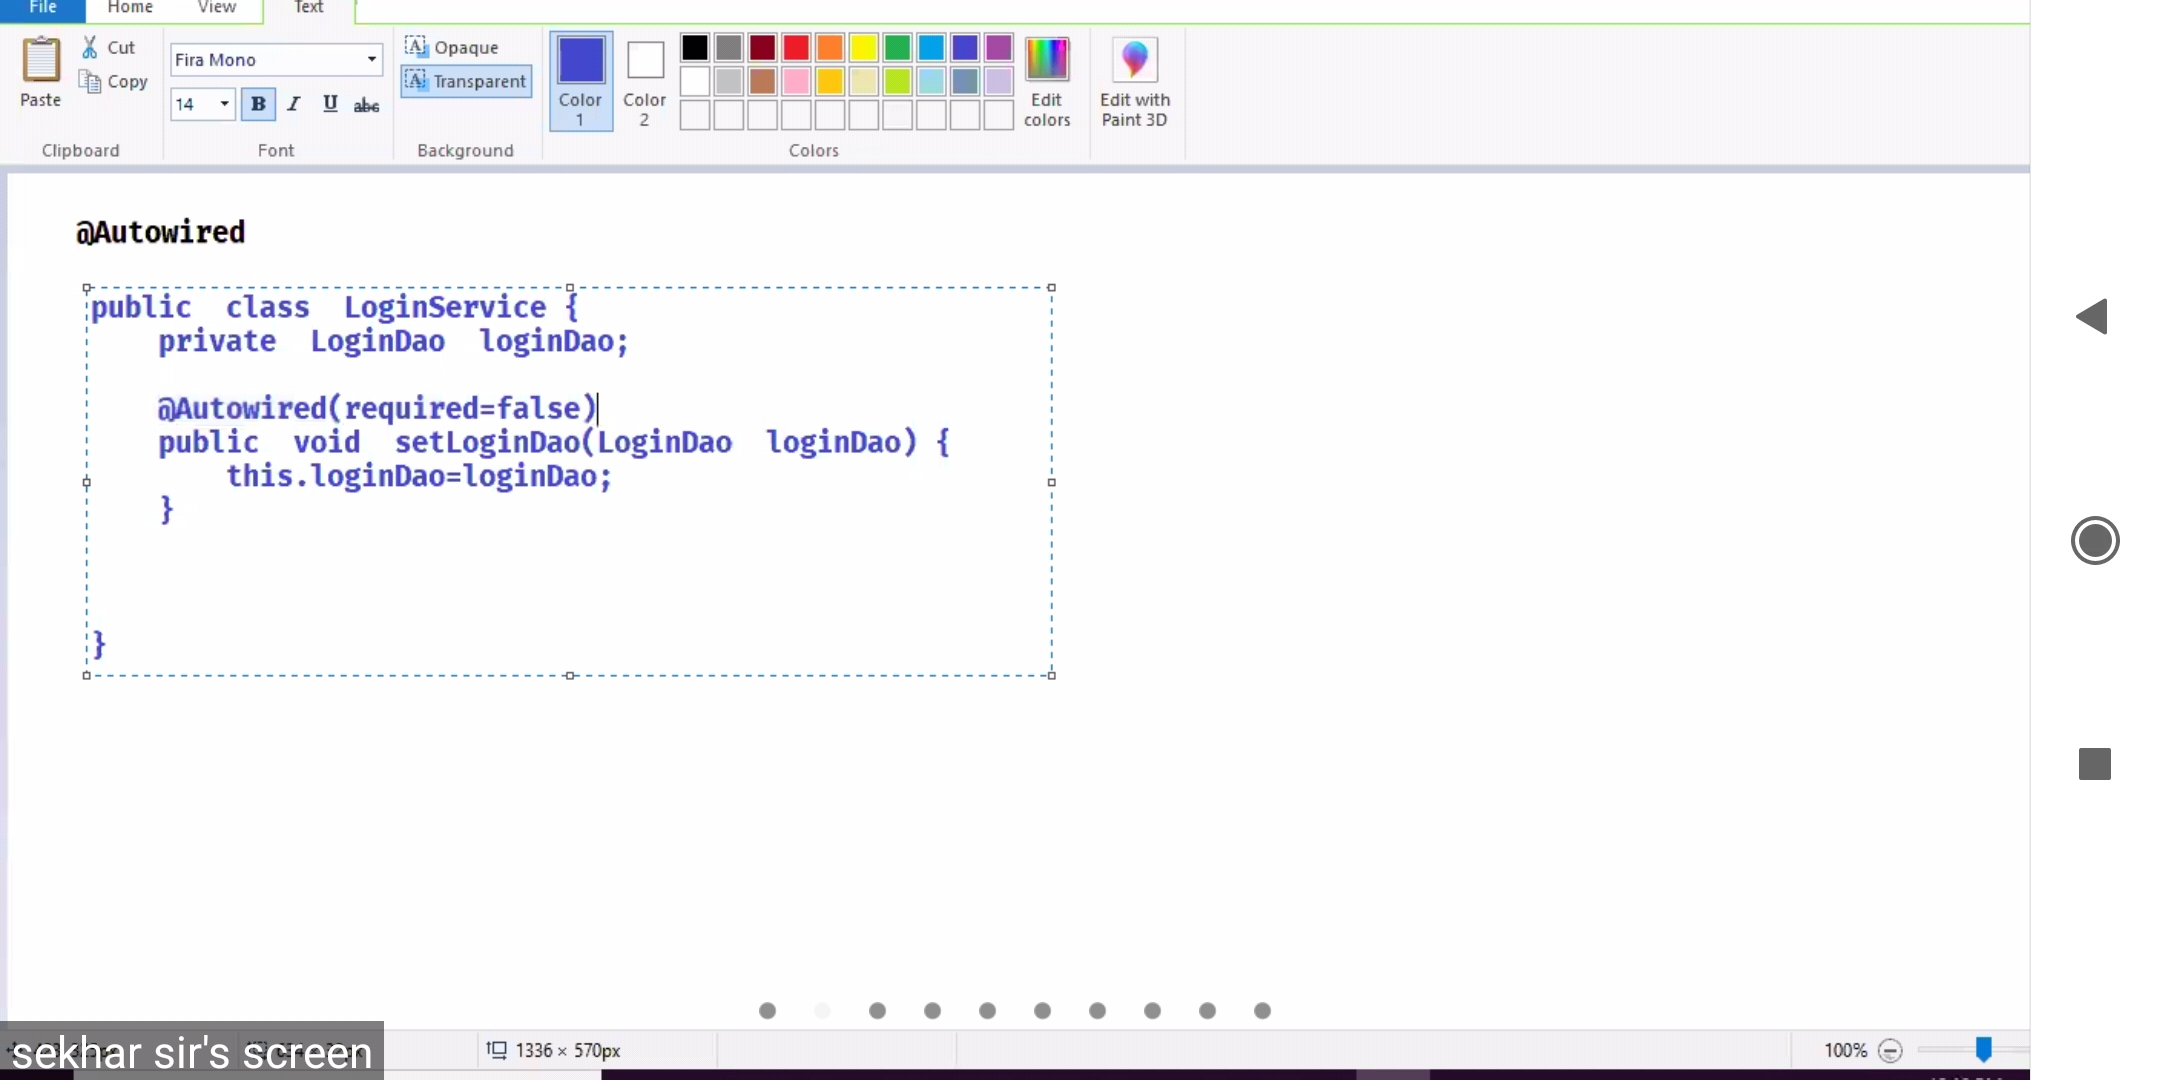 File Home View Text
Paste
Cut
Copy
Clipboard
Fira Mono
14 B I U abc
Font
Opaque
Transparent
Background
Color 1
Color 2
Colors
Edit colors
Edit with Paint 3D
@Autowired
public class LoginService {
private LoginDao loginDao;
@Autowired(required=false)
public void setLoginDao(LoginDao loginDao) {
this.loginDao=loginDao;
}
}
sekhar sir's screen
1336 × 570px
100%